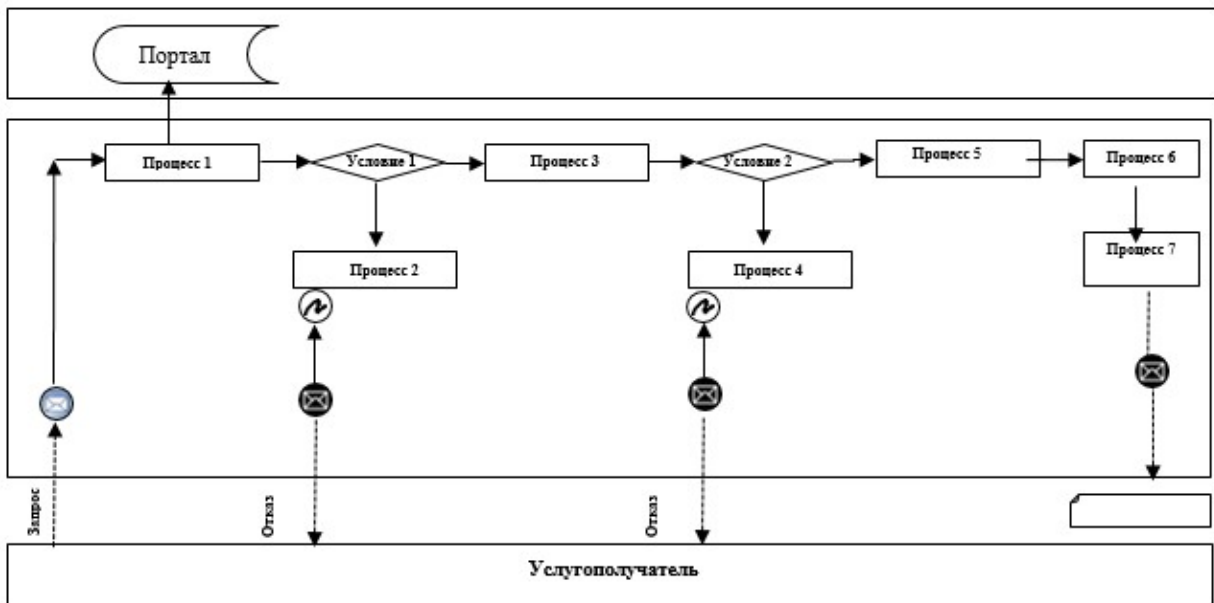 Портал
Процесс 1
Условие 1
Процесс 3
Условие 2
Процесс 5
Процесс 6
Процесс 2
Процесс 4
Процесс 7
Запрос
Отказ
Отказ
Услугополучатель